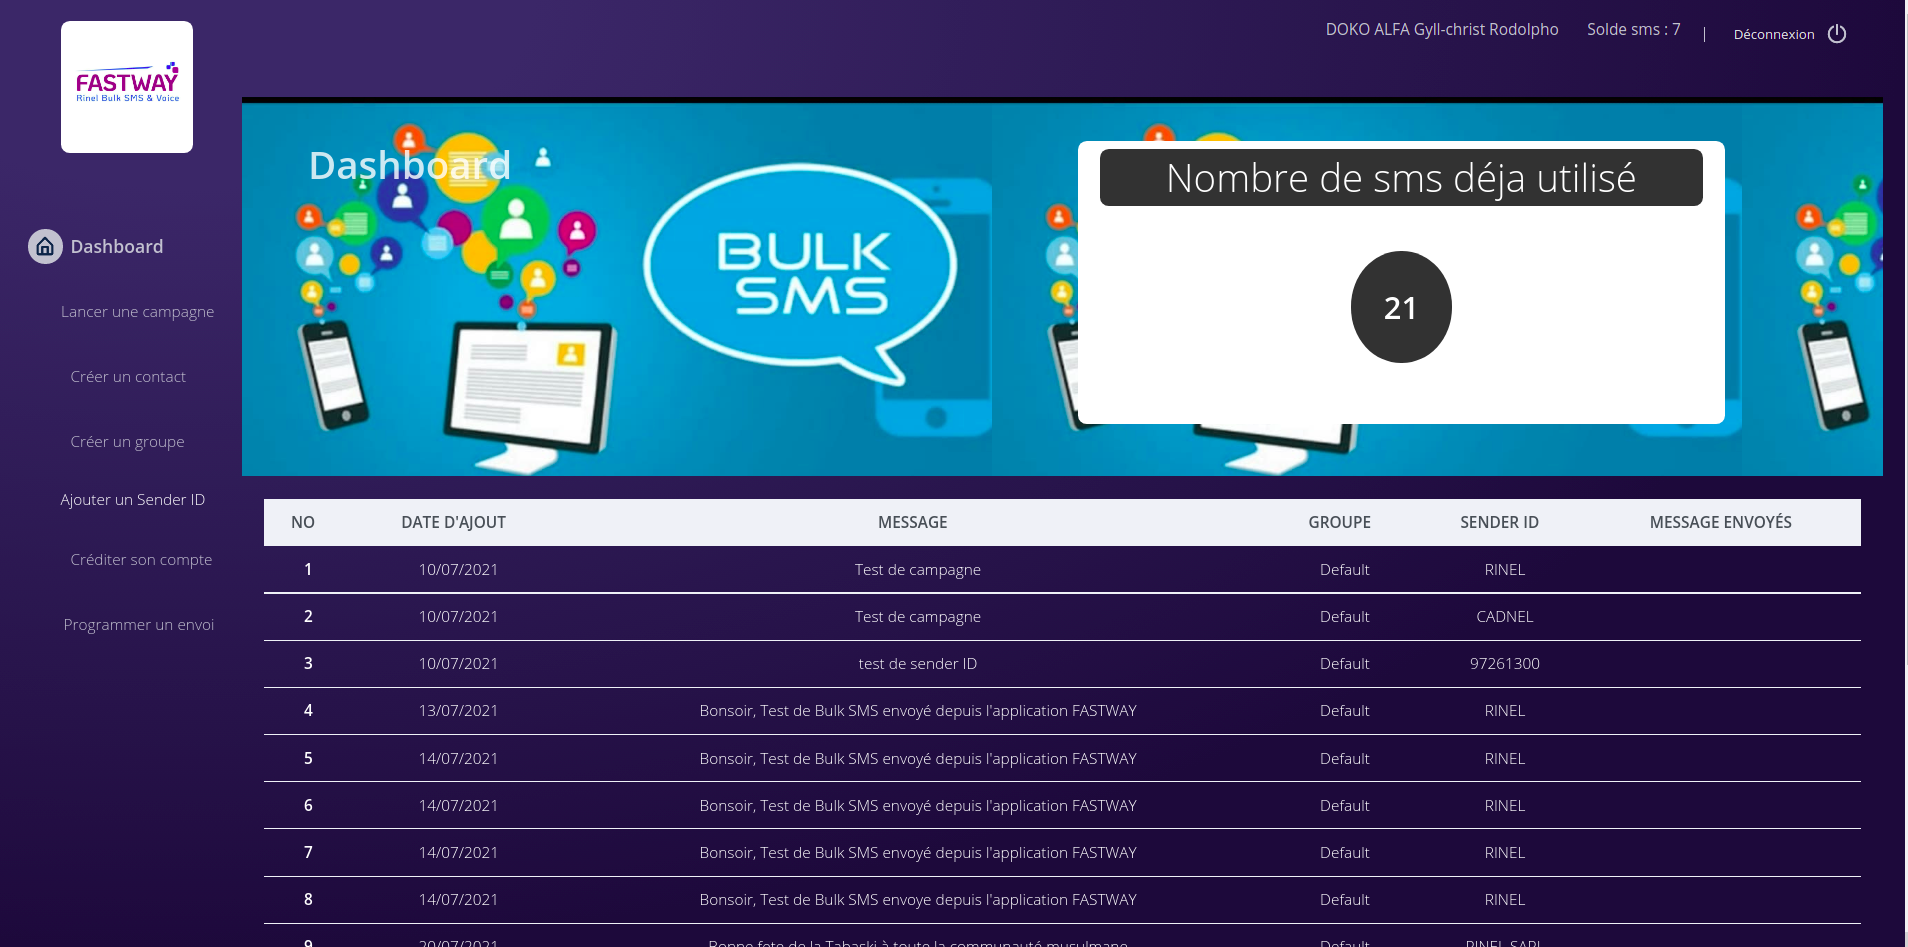 DOKO ALFA Gyll-christ Rodolpho Solde sms : 7 | Déconnexion
FASTWAY
Rinel Bulk SMS & Voice
Dashboard
Nombre de sms déja utilisé
BULK
SMS
21
Dashboard
Lancer une campagne
Créer un contact
Créer un groupe
Ajouter un Sender ID
Créditer son compte
Programmer un envoi
NO DATE D'AJOUT MESSAGE GROUPE SENDER ID MESSAGE ENVOYÉS
1 10/07/2021 Test de campagne Default RINEL
2 10/07/2021 Test de campagne Default CADNEL
3 10/07/2021 test de sender ID Default 97261300
4 13/07/2021 Bonsoir, Test de Bulk SMS envoyé depuis l'application FASTWAY Default RINEL
5 14/07/2021 Bonsoir, Test de Bulk SMS envoyé depuis l'application FASTWAY Default RINEL
6 14/07/2021 Bonsoir, Test de Bulk SMS envoyé depuis l'application FASTWAY Default RINEL
7 14/07/2021 Bonsoir, Test de Bulk SMS envoyé depuis l'application FASTWAY Default RINEL
8 14/07/2021 Bonsoir, Test de Bulk SMS envoye depuis l'application FASTWAY Default RINEL
9 20/07/2021 Bonne fete de la Tabaski à toute la communauté musulmane Default RINEL SARL